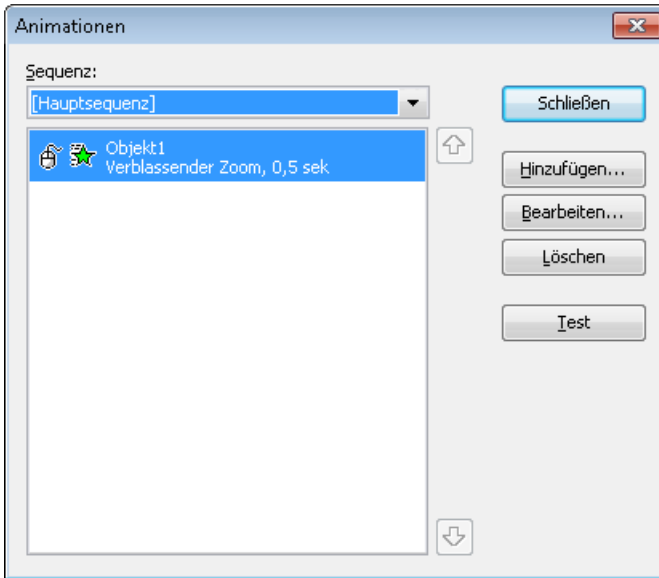 Animationen
Sequenz:
[Hauptsequenz]
Schließen
Objekt1
Verblassender Zoom, 0,5 sek
Hinzufügen...
Bearbeiten...
Löschen
Test